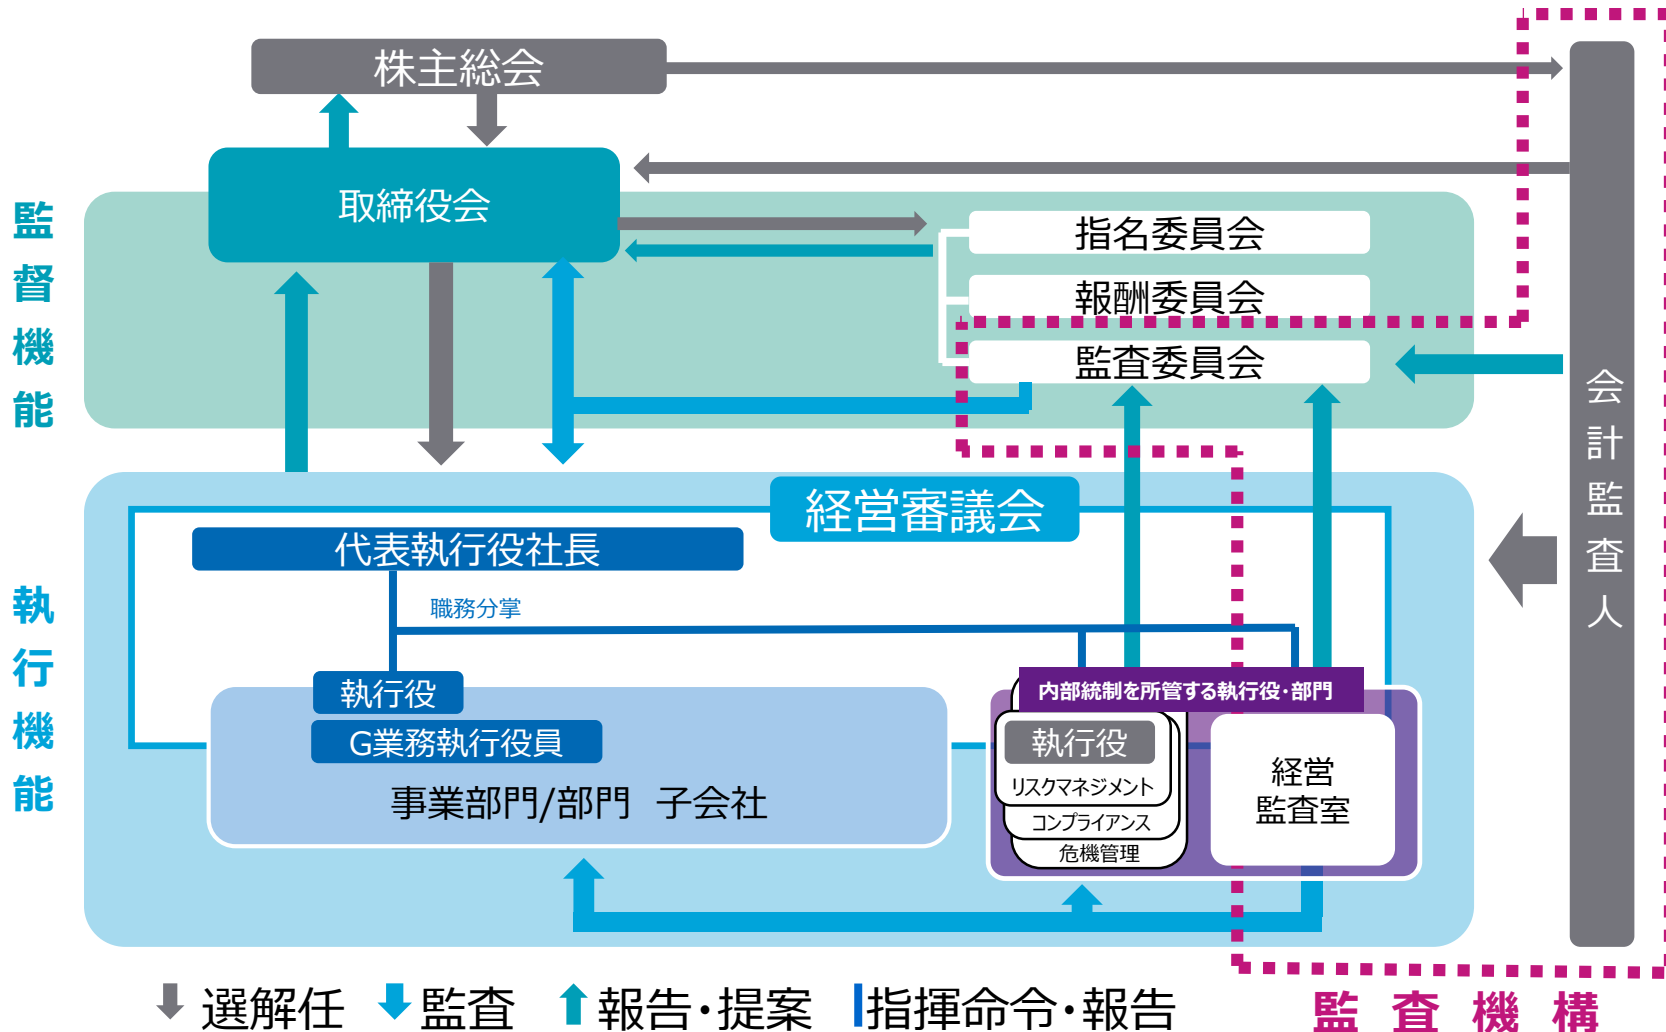 株主総会
取締役会
監督機能
指名委員会
報酬委員会
監査委員会
会計監査人
経営審議会
代表執行役社長
職務分掌
執行機能
執行役
G業務執行役員
事業部門/部門 子会社
内部統制を所管する執行役・部門
執行役
リスクマネジメント
コンプライアンス
危機管理
経営
監査室
選解任
監査
報告・提案
指揮命令・報告
監査機構